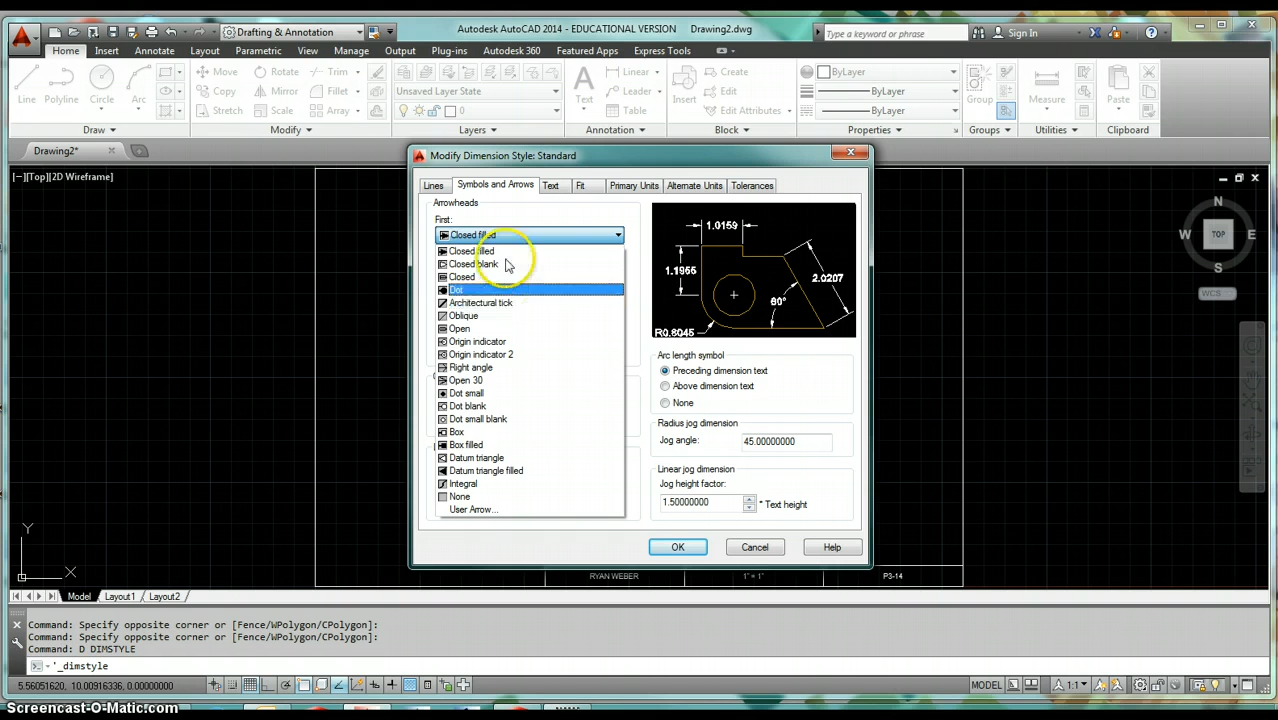 Drafting & Annotation
Autodesk AutoCAD 2014 - EDUCATIONAL VERSION
Drawing2.dwg
Type a keyword or phrase
Sign In
Home Insert Annotate Layout Parametric View Manage Output Plug-ins Autodesk 360 Featured Apps Express Tools
Line
Polyline
Circle
Arc
Move
Rotate
Trim
Copy
Mirror
Fillet
Stretch
Scale
Array
Unsaved Layer State
0
Text
Linear
Leader
Table
Insert
Create
Edit
Edit Attributes
ByLayer
ByLayer
ByLayer
Group
Measure
Paste
Draw
Modify
Layers
Annotation
Block
Properties
Groups
Utilities
Clipboard
Drawing2*
[−][Top][2D Wireframe]
Modify Dimension Style: Standard
Lines Symbols and Arrows Text Fit Primary Units Alternate Units Tolerances
Arrowheads
First:
Closed filled
Closed filled
Closed blank
Closed
Dot
Architectural tick
Oblique
Open
Origin indicator
Origin indicator 2
Right angle
Open 30
Dot small
Dot blank
Dot small blank
Box
Box filled
Datum triangle
Datum triangle filled
Integral
None
User Arrow...
1.0159
1.1955
2.0207
60°
R0.8045
Arc length symbol
Preceding dimension text
Above dimension text
None
Radius jog dimension
Jog angle:
45.00000000
Linear jog dimension
Jog height factor:
1.50000000
* Text height
OK
Cancel
Help
N
W
TOP
E
S
WCS
Y
X
RYAN WEBER
1" = 1"
P3-14
Model Layout1 Layout2
Command: Specify opposite corner or [Fence/WPolygon/CPolygon]:
Command: Specify opposite corner or [Fence/WPolygon/CPolygon]:
Command: D DIMSTYLE
'_dimstyle
5.56051620, 10.00916336, 0.00000000
MODEL
1:1
Screencast-O-Matic.com